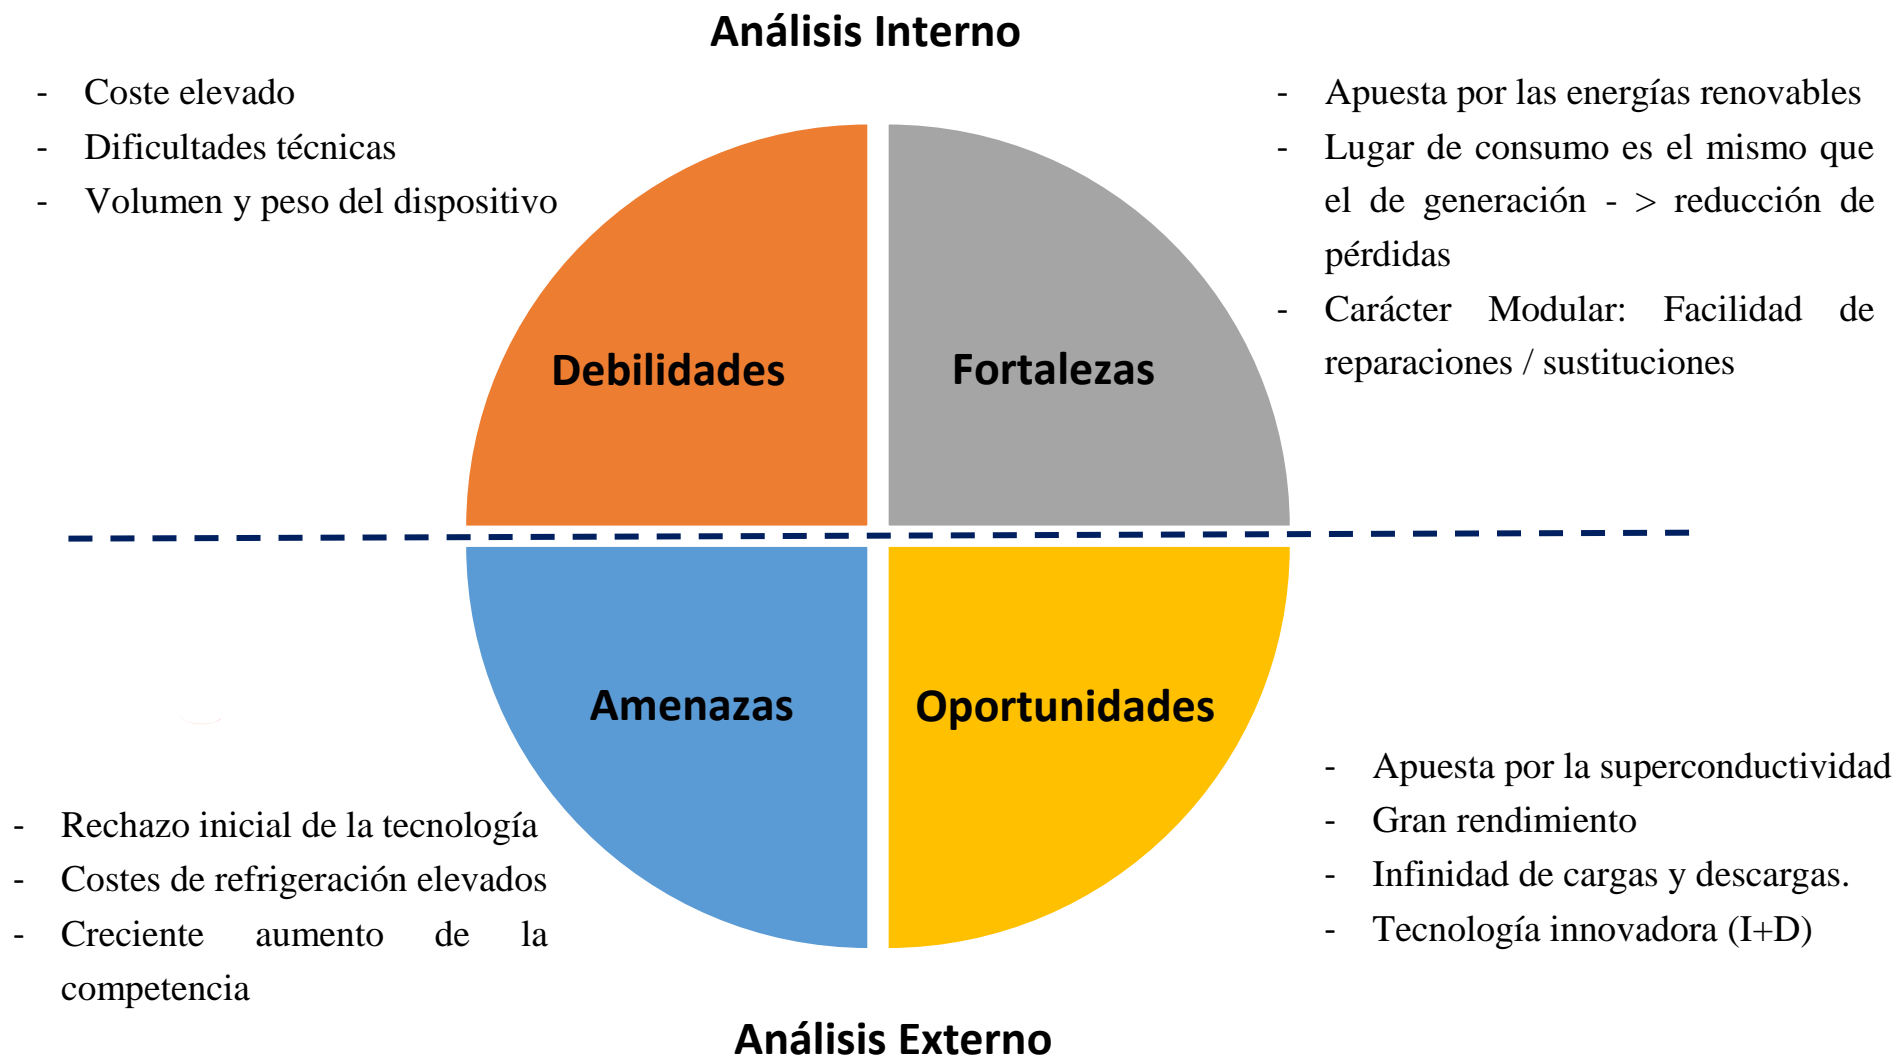 Análisis Interno
- Coste elevado
- Dificultades técnicas
- Volumen y peso del dispositivo
- Apuesta por las energías renovables
- Lugar de consumo es el mismo que
el de generación - > reducción de
pérdidas
- Carácter Modular: Facilidad de
reparaciones / sustituciones
Debilidades
Fortalezas
Amenazas
Oportunidades
- Rechazo inicial de la tecnología
- Costes de refrigeración elevados
- Creciente aumento de la
competencia
- Apuesta por la superconductividad
- Gran rendimiento
- Infinidad de cargas y descargas.
- Tecnología innovadora (I+D)
Análisis Externo